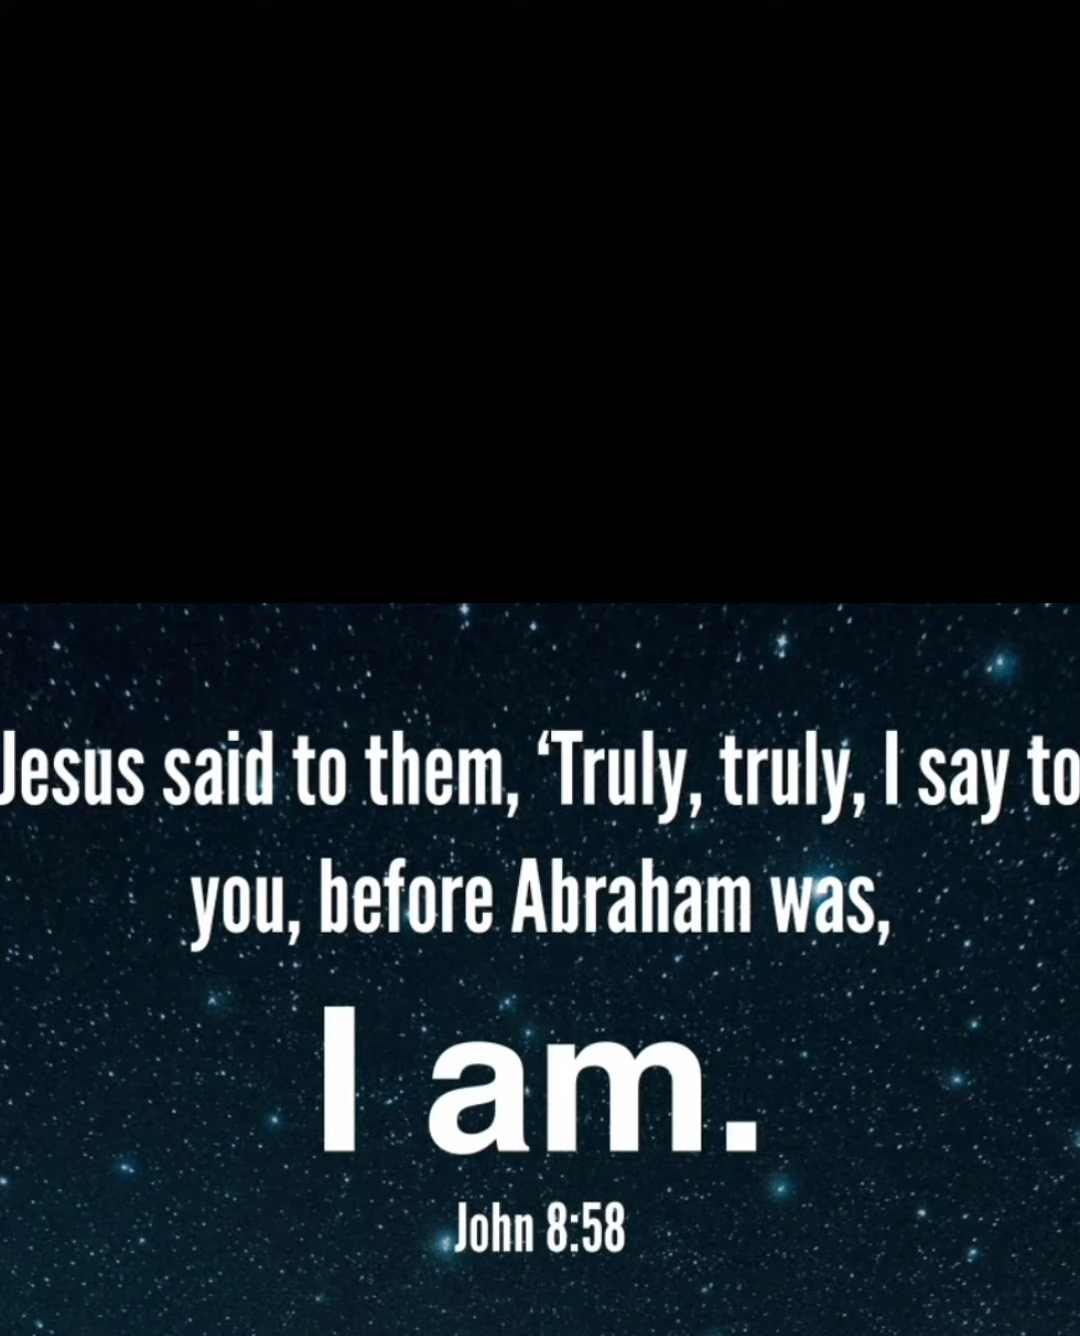 Jesus said to them, ‘Truly, truly, I say to
you, before Abraham was,
I am.
John 8:58